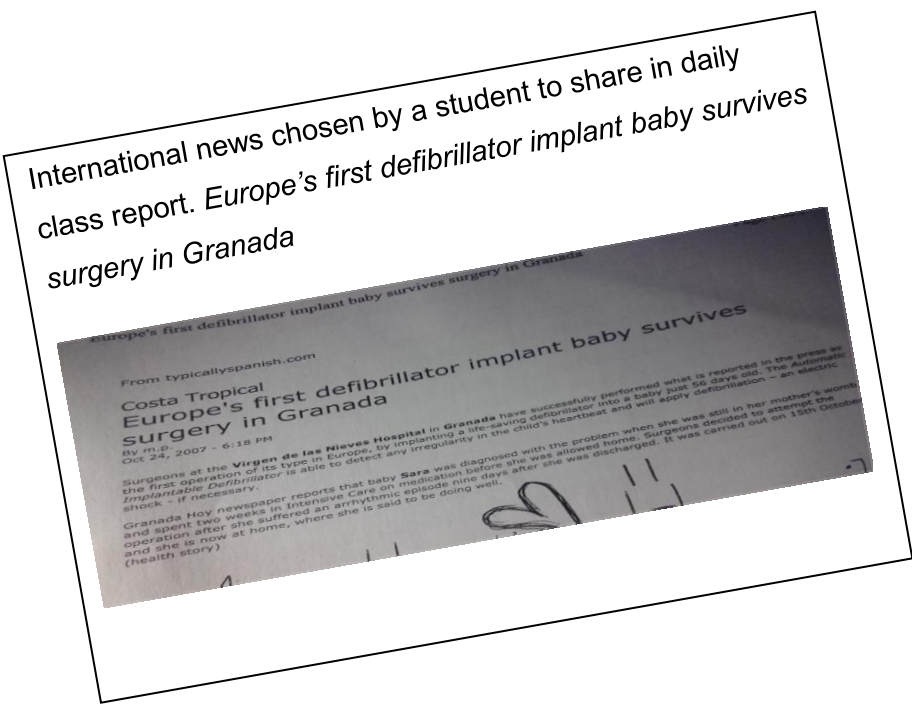 International news chosen by a student to share in daily
class report. Europe’s first defibrillator implant baby survives
surgery in Granada
Europe's first defibrillator implant baby survives surgery in Granada
From typicallyspanish.com
Costa Tropical
Europe's first defibrillator implant baby survives
surgery in Granada
By m.p.
Oct 24, 2007 - 6:18 PM
Surgeons at the Virgen de las Nieves Hospital in Granada have successfully performed what is reported in the press as
the first operation of its type in Europe, by implanting a life-saving defibrillator into a baby just 56 days old. The Automatic
Implantable Defibrillator is able to detect any irregularity in the child's heartbeat and will apply defibrillation – an electric
shock – if necessary.
Granada Hoy newspaper reports that baby Sara was diagnosed with the problem when she was still in her mother's womb
and spent two weeks in Intensive Care on medication before she was allowed home. Surgeons decided to attempt the
operation after she suffered an arrhythmic episode nine days after she was discharged. It was carried out on 15th October
and she is now at home, where she is said to be doing well.
(health story)